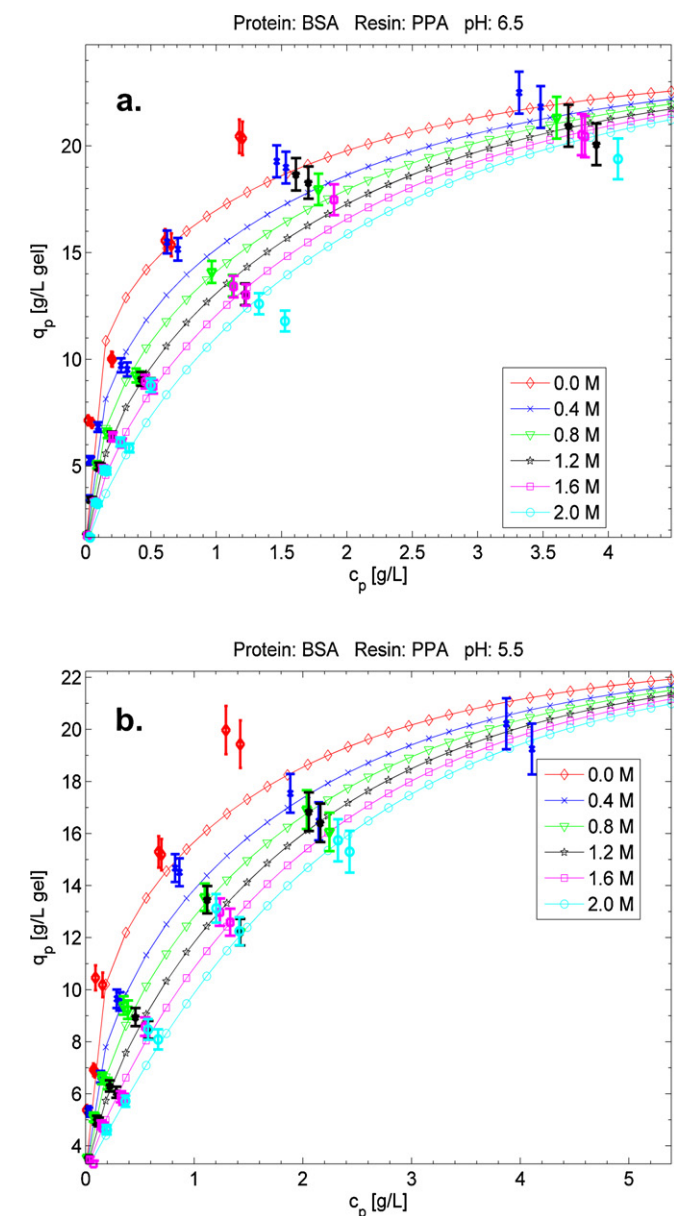 Protein: BSA Resin: PPA pH: 6.5
a.
20
15
10
5
q_p [g/L gel]
0.0 M
0.4 M
0.8 M
1.2 M
1.6 M
2.0 M
0 0.5 1 1.5 2 2.5 3 3.5 4 4.5
c_p [g/L]
Protein: BSA Resin: PPA pH: 5.5
b.
22
20
18
16
14
12
10
8
6
4
q_p [g/L gel]
0.0 M
0.4 M
0.8 M
1.2 M
1.6 M
2.0 M
0 1 2 3 4 5
c_p [g/L]